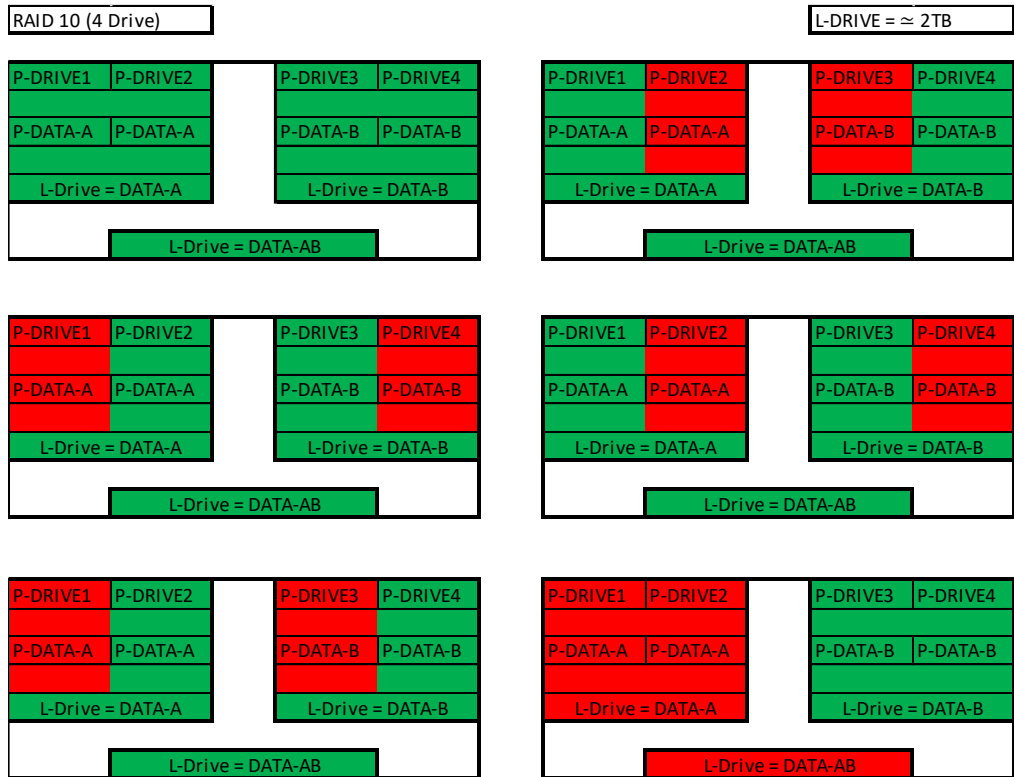 RAID 10 (4 Drive) L-DRIVE = ≃ 2TB
P-DRIVE1 P-DRIVE2 P-DRIVE3 P-DRIVE4 P-DRIVE1 P-DRIVE2 P-DRIVE3 P-DRIVE4
P-DATA-A P-DATA-A P-DATA-B P-DATA-B P-DATA-A P-DATA-A P-DATA-B P-DATA-B
L-Drive = DATA-A L-Drive = DATA-B L-Drive = DATA-A L-Drive = DATA-B
L-Drive = DATA-AB L-Drive = DATA-AB
P-DRIVE1 P-DRIVE2 P-DRIVE3 P-DRIVE4 P-DRIVE1 P-DRIVE2 P-DRIVE3 P-DRIVE4
P-DATA-A P-DATA-A P-DATA-B P-DATA-B P-DATA-A P-DATA-A P-DATA-B P-DATA-B
L-Drive = DATA-A L-Drive = DATA-B L-Drive = DATA-A L-Drive = DATA-B
L-Drive = DATA-AB L-Drive = DATA-AB
P-DRIVE1 P-DRIVE2 P-DRIVE3 P-DRIVE4 P-DRIVE1 P-DRIVE2 P-DRIVE3 P-DRIVE4
P-DATA-A P-DATA-A P-DATA-B P-DATA-B P-DATA-A P-DATA-A P-DATA-B P-DATA-B
L-Drive = DATA-A L-Drive = DATA-B L-Drive = DATA-A L-Drive = DATA-B
L-Drive = DATA-AB L-Drive = DATA-AB